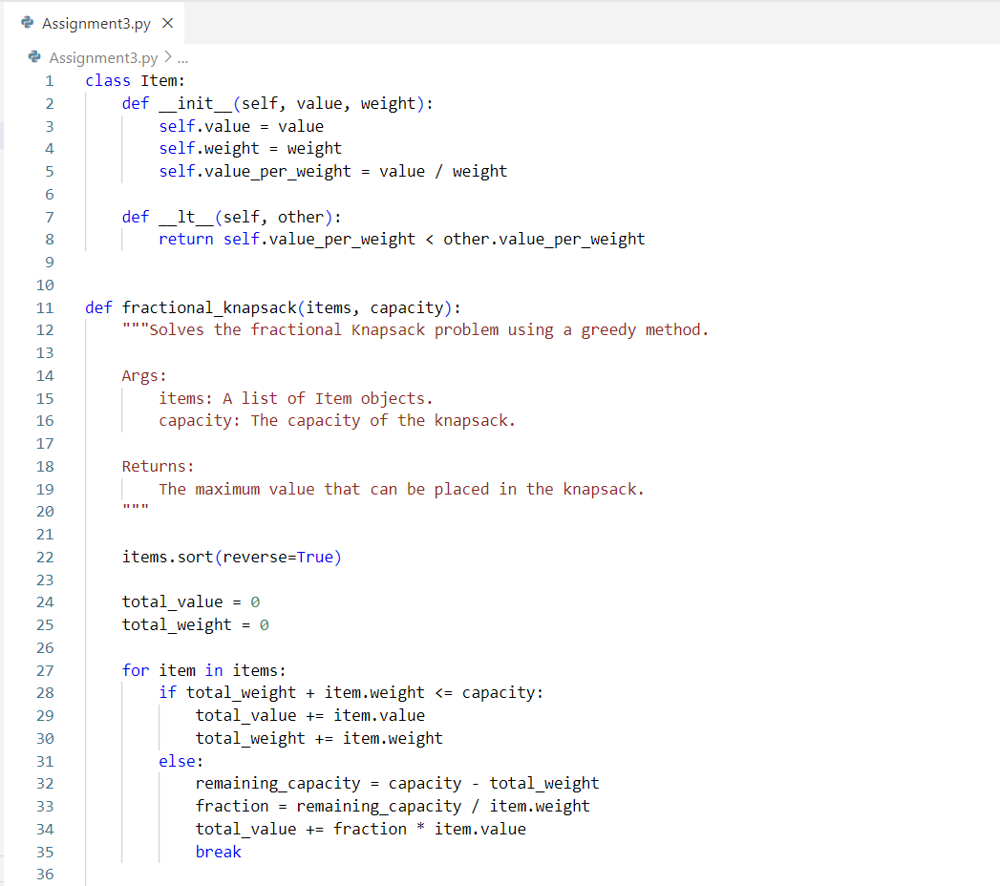 Assignment3.py ×
Assignment3.py > ...
1 class Item:
2     def __init__(self, value, weight):
3         self.value = value
4         self.weight = weight
5         self.value_per_weight = value / weight
6
7     def __lt__(self, other):
8         return self.value_per_weight < other.value_per_weight
9
10
11 def fractional_knapsack(items, capacity):
12     """Solves the fractional Knapsack problem using a greedy method.
13
14     Args:
15         items: A list of Item objects.
16         capacity: The capacity of the knapsack.
17
18     Returns:
19         The maximum value that can be placed in the knapsack.
20     """
21
22     items.sort(reverse=True)
23
24     total_value = 0
25     total_weight = 0
26
27     for item in items:
28         if total_weight + item.weight <= capacity:
29             total_value += item.value
30             total_weight += item.weight
31         else:
32             remaining_capacity = capacity - total_weight
33             fraction = remaining_capacity / item.weight
34             total_value += fraction * item.value
35             break
36